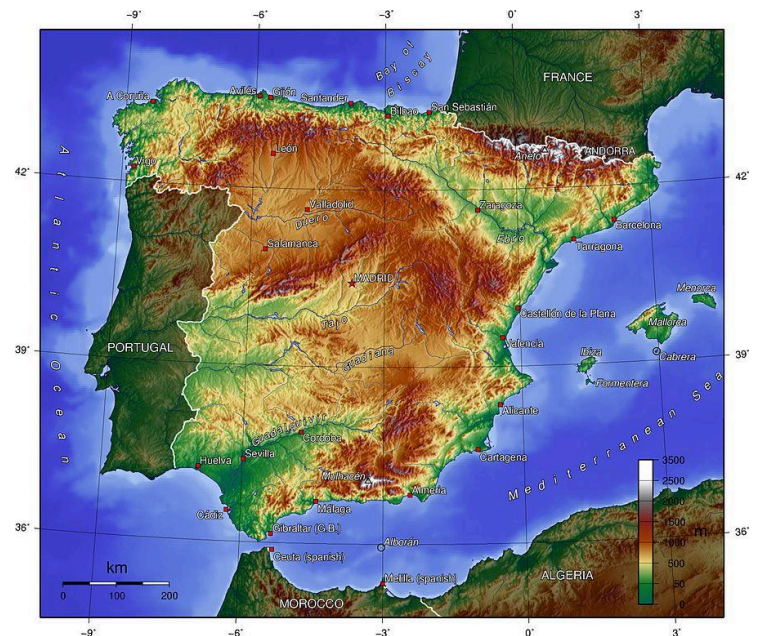 -9° -6° -3° 0° 3°
Bay of
Biscay
FRANCE
A Coruña
Avilés
Gijón
Santander
Bilbao
San Sebastián
León
Aneto
ANDORRA
Vigo
42°
42°
Valladolid
Duero
Zaragoza
Barcelona
Salamanca
Ebro
Tarragona
Atlantic Ocean
MADRID
Menorca
Castellón de la Plana
Mallorca
Tajo
PORTUGAL
Valencia
39°
39°
Guadiana
Ibiza
Cabrera
Formentera
Alicante
Guadalquivir
Córdoba
Mediterranean Sea
Huelva
Sevilla
Cartagena
Mulhacén
Almería
3500
2500
2000
1500
1000
500
50
0
m
Cádiz
Málaga
36°
36°
Gibraltar (G.B.)
Alborán
Ceuta (spanish)
km
0 100 200
Melilla (spanish)
ALGERIA
MOROCCO
-9° -6° -3° 0° 3°